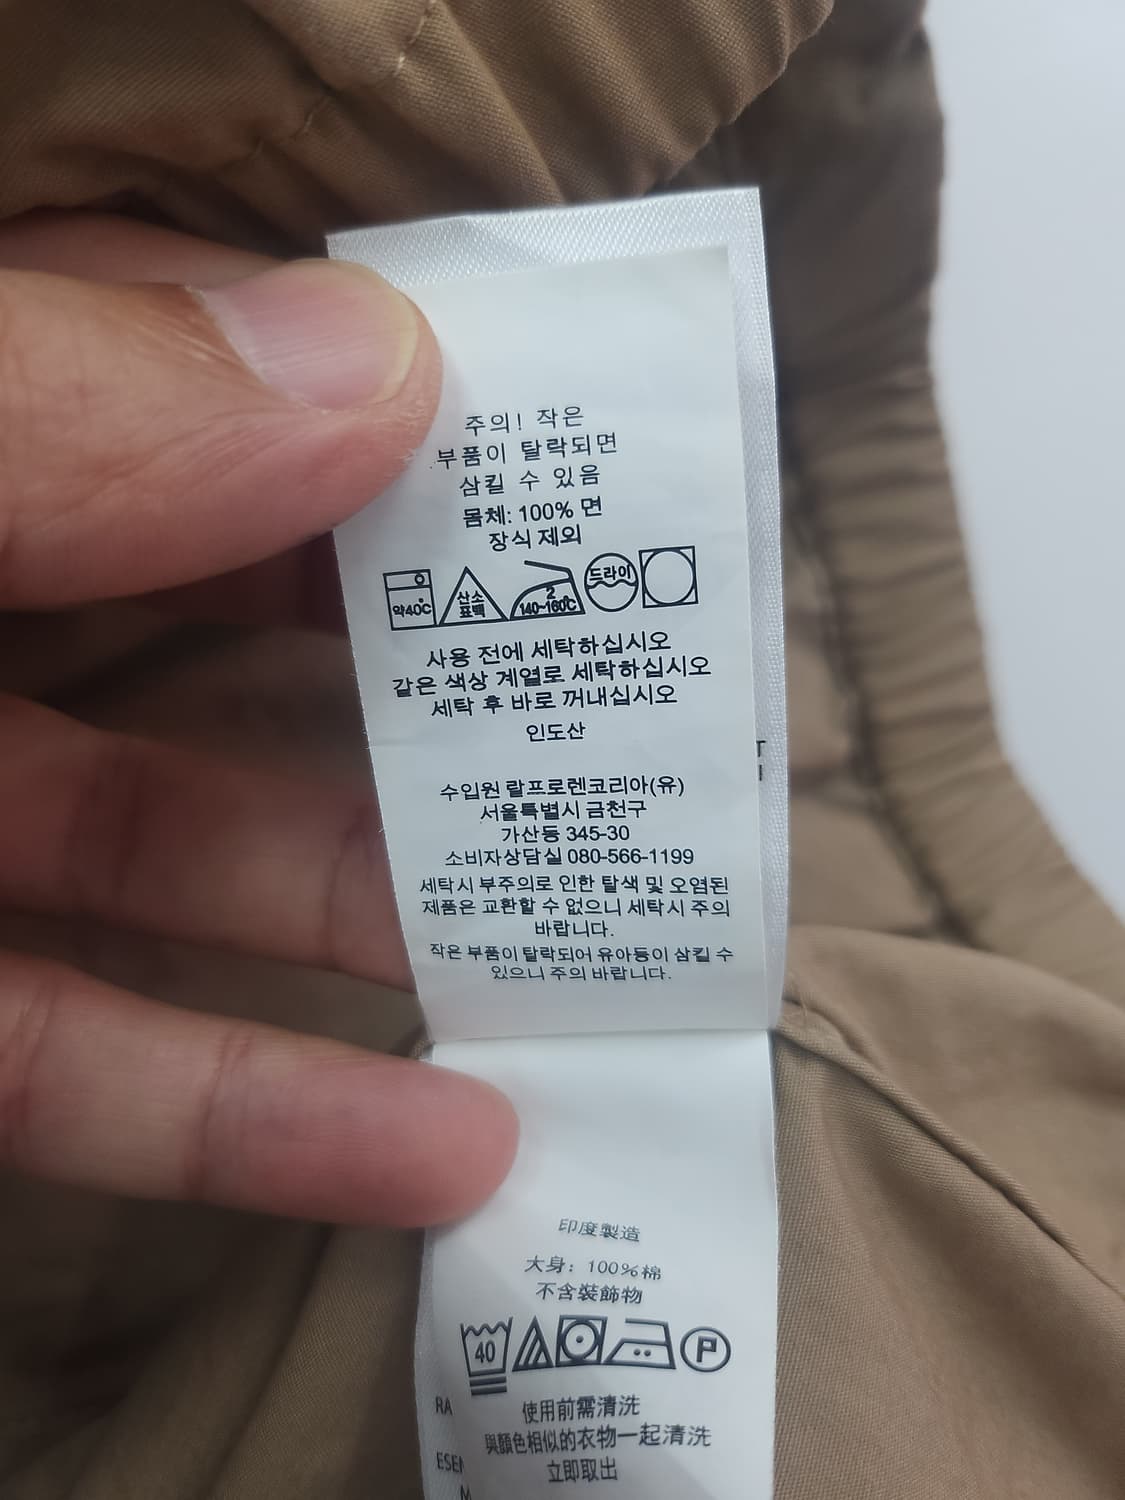 주의! 작은
부품이 탈락되면
삼킬 수 있음
몸체: 100% 면
장식 제외
약40℃
산소
표백
2
140~160℃
드라이
사용 전에 세탁하십시오
같은 색상 계열로 세탁하십시오
세탁 후 바로 꺼내십시오
인도산
수입원 랄프로렌코리아(유)
서울특별시 금천구
가산동 345-30
소비자상담실 080-566-1199
세탁시 부주의로 인한 탈색 및 오염된
제품은 교환할 수 없으니 세탁시 주의
바랍니다.
작은 부품이 탈락되어 유아등이 삼킬 수
있으니 주의 바랍니다.
印度製造
大身: 100%棉
不含裝飾物
40
P
使用前需清洗
與顏色相似的衣物一起清洗
立即取出
RA